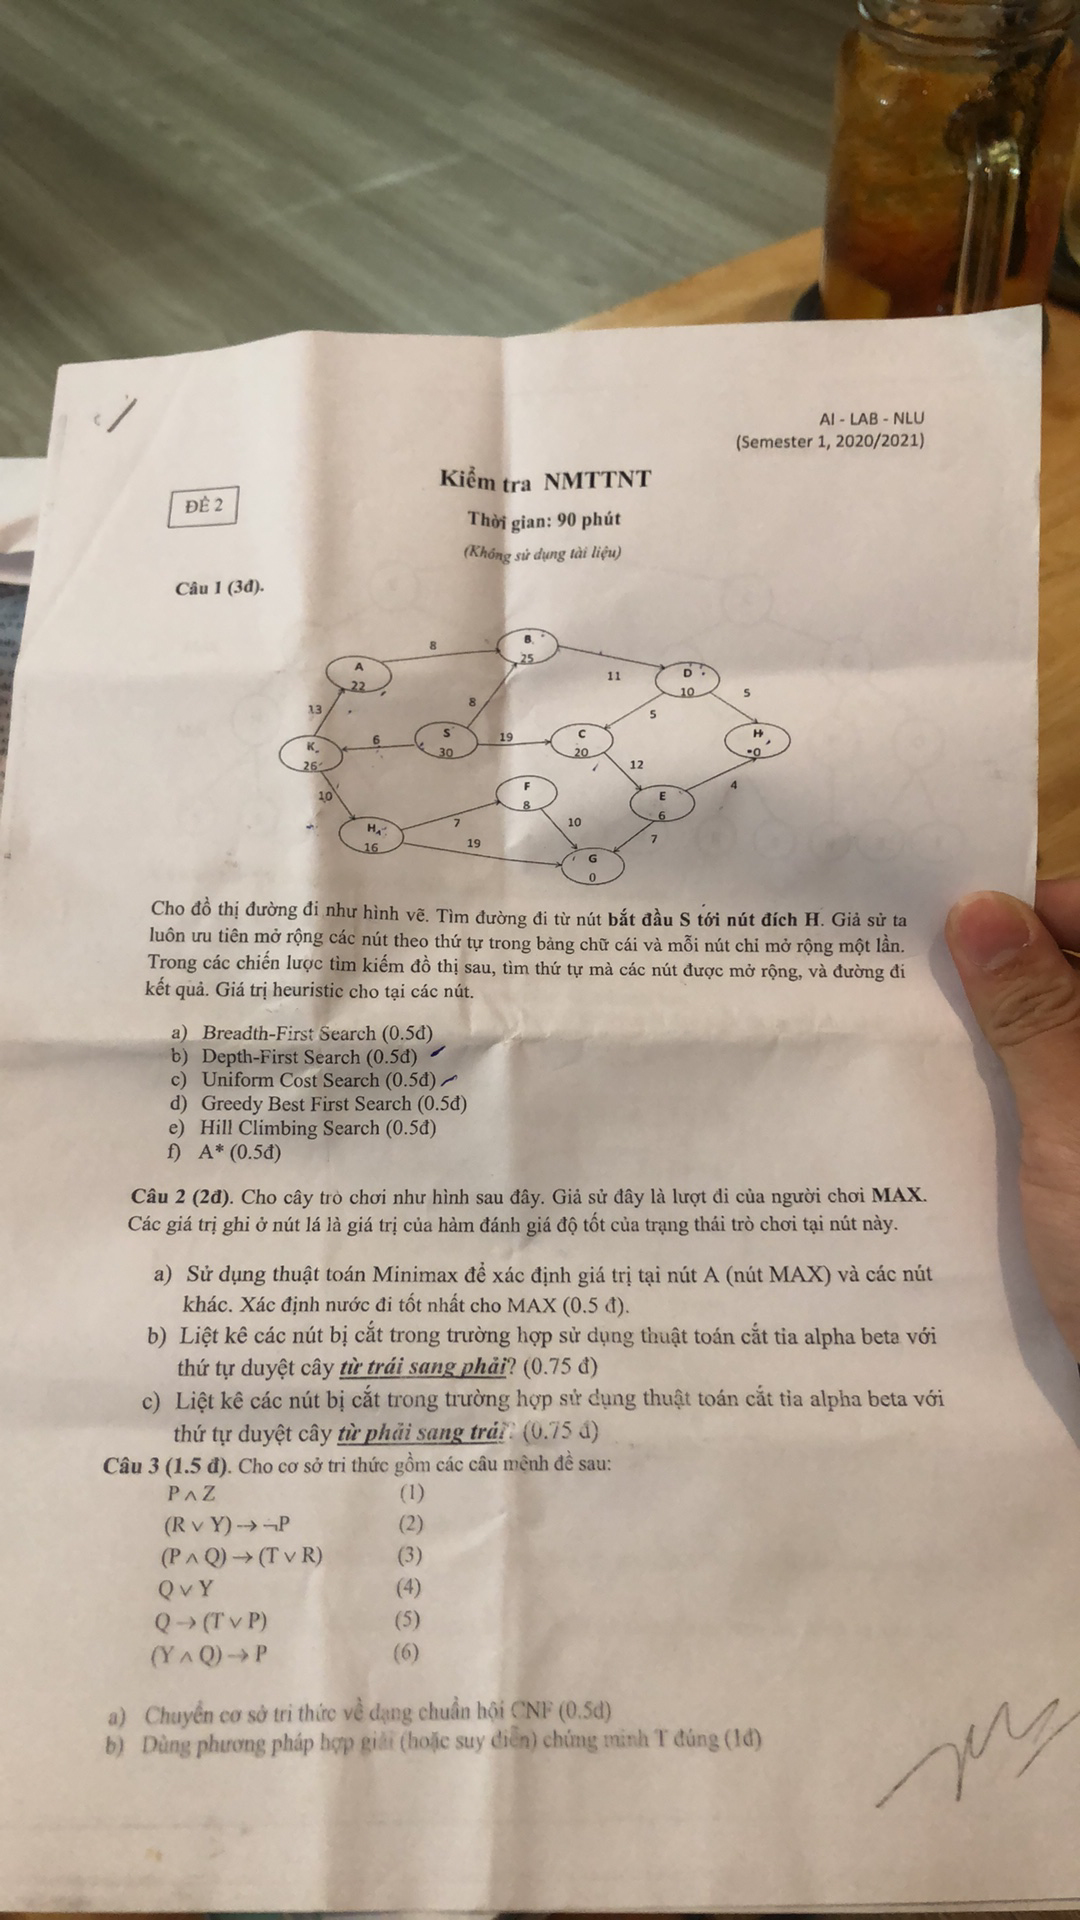 AI - LAB - NLU
(Semester 1, 2020/2021)
Kiểm tra NMTTNT
ĐỀ 2
Thời gian: 90 phút
(Không sử dụng tài liệu)
Câu 1 (3đ).
8
B
25
A
22
11
D
10
5
13
8
5
K
26
6
S
30
19
C
20
H
0
12
10
F
8
E
6
4
H
16
7
10
7
19
G
0
Cho đồ thị đường đi như hình vẽ. Tìm đường đi từ nút bắt đầu S tới nút đích H. Giả sử ta
luôn ưu tiên mở rộng các nút theo thứ tự trong bảng chữ cái và mỗi nút chỉ mở rộng một lần.
Trong các chiến lược tìm kiếm đồ thị sau, tìm thứ tự mà các nút được mở rộng, và đường đi
kết quả. Giá trị heuristic cho tại các nút.
a) Breadth-First Search (0.5đ)
b) Depth-First Search (0.5đ)
c) Uniform Cost Search (0.5đ)
d) Greedy Best First Search (0.5đ)
e) Hill Climbing Search (0.5đ)
f) A* (0.5đ)
Câu 2 (2đ). Cho cây trò chơi như hình sau đây. Giả sử đây là lượt đi của người chơi MAX.
Các giá trị ghi ở nút lá là giá trị của hàm đánh giá độ tốt của trạng thái trò chơi tại nút này.
a) Sử dụng thuật toán Minimax để xác định giá trị tại nút A (nút MAX) và các nút
khác. Xác định nước đi tốt nhất cho MAX (0.5 đ).
b) Liệt kê các nút bị cắt trong trường hợp sử dụng thuật toán cắt tỉa alpha beta với
thứ tự duyệt cây từ trái sang phải? (0.75 đ)
c) Liệt kê các nút bị cắt trong trường hợp sử dụng thuật toán cắt tỉa alpha beta với
thứ tự duyệt cây từ phải sang trái? (0.75 đ)
Câu 3 (1.5 đ). Cho cơ sở tri thức gồm các câu mệnh đề sau:
P ∧ Z (1)
(R ∨ Y) → ¬P (2)
(P ∧ Q) → (T ∨ R) (3)
Q ∨ Y (4)
Q → (T ∨ P) (5)
(Y ∧ Q) → P (6)
a) Chuyển cơ sở tri thức về dạng chuẩn hội CNF (0.5đ)
b) Dùng phương pháp hợp giải (hoặc suy diễn) chứng minh T đúng (1đ)